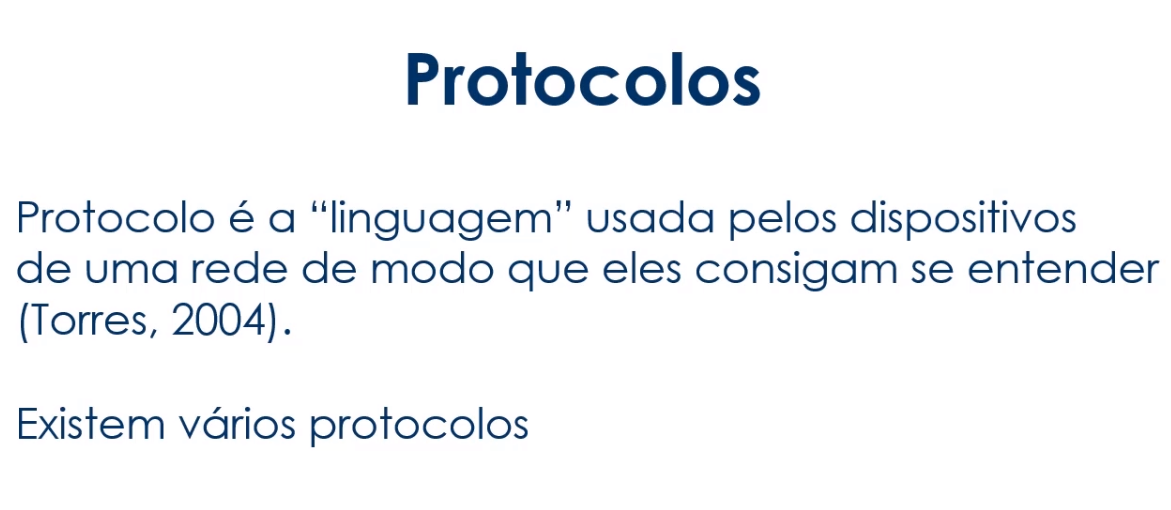 Protocolos
Protocolo é a “linguagem” usada pelos dispositivos
de uma rede de modo que eles consigam se entender
(Torres, 2004).
Existem vários protocolos